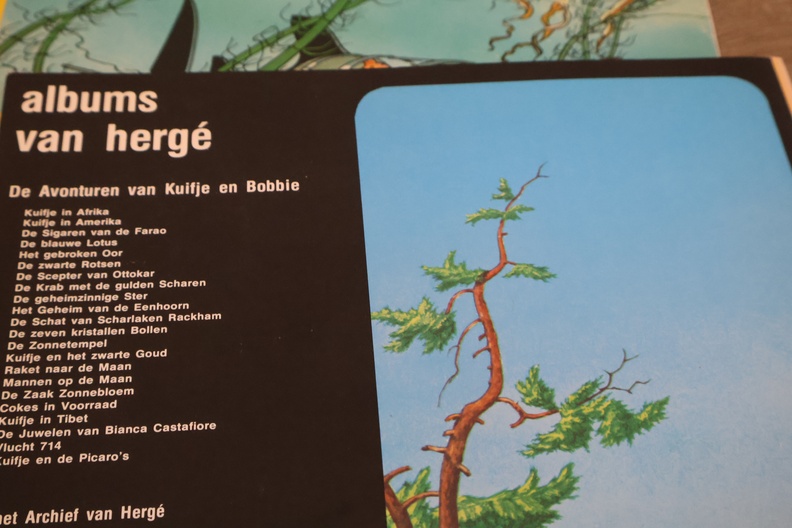 albums
van hergé
De Avonturen van Kuifje en Bobbie
Kuifje in Afrika
Kuifje in Amerika
De Sigaren van de Farao
De blauwe Lotus
Het gebroken Oor
De zwarte Rotsen
De Scepter van Ottokar
De Krab met de gulden Scharen
De geheimzinnige Ster
Het Geheim van de Eenhoorn
De Schat van Scharlaken Rackham
De zeven kristallen Bollen
De Zonnetempel
Kuifje en het zwarte Goud
Raket naar de Maan
Mannen op de Maan
De Zaak Zonnebloem
Cokes in Voorraad
Kuifje in Tibet
De Juwelen van Bianca Castafiore
Vlucht 714
Kuifje en de Picaro's
het Archief van Hergé